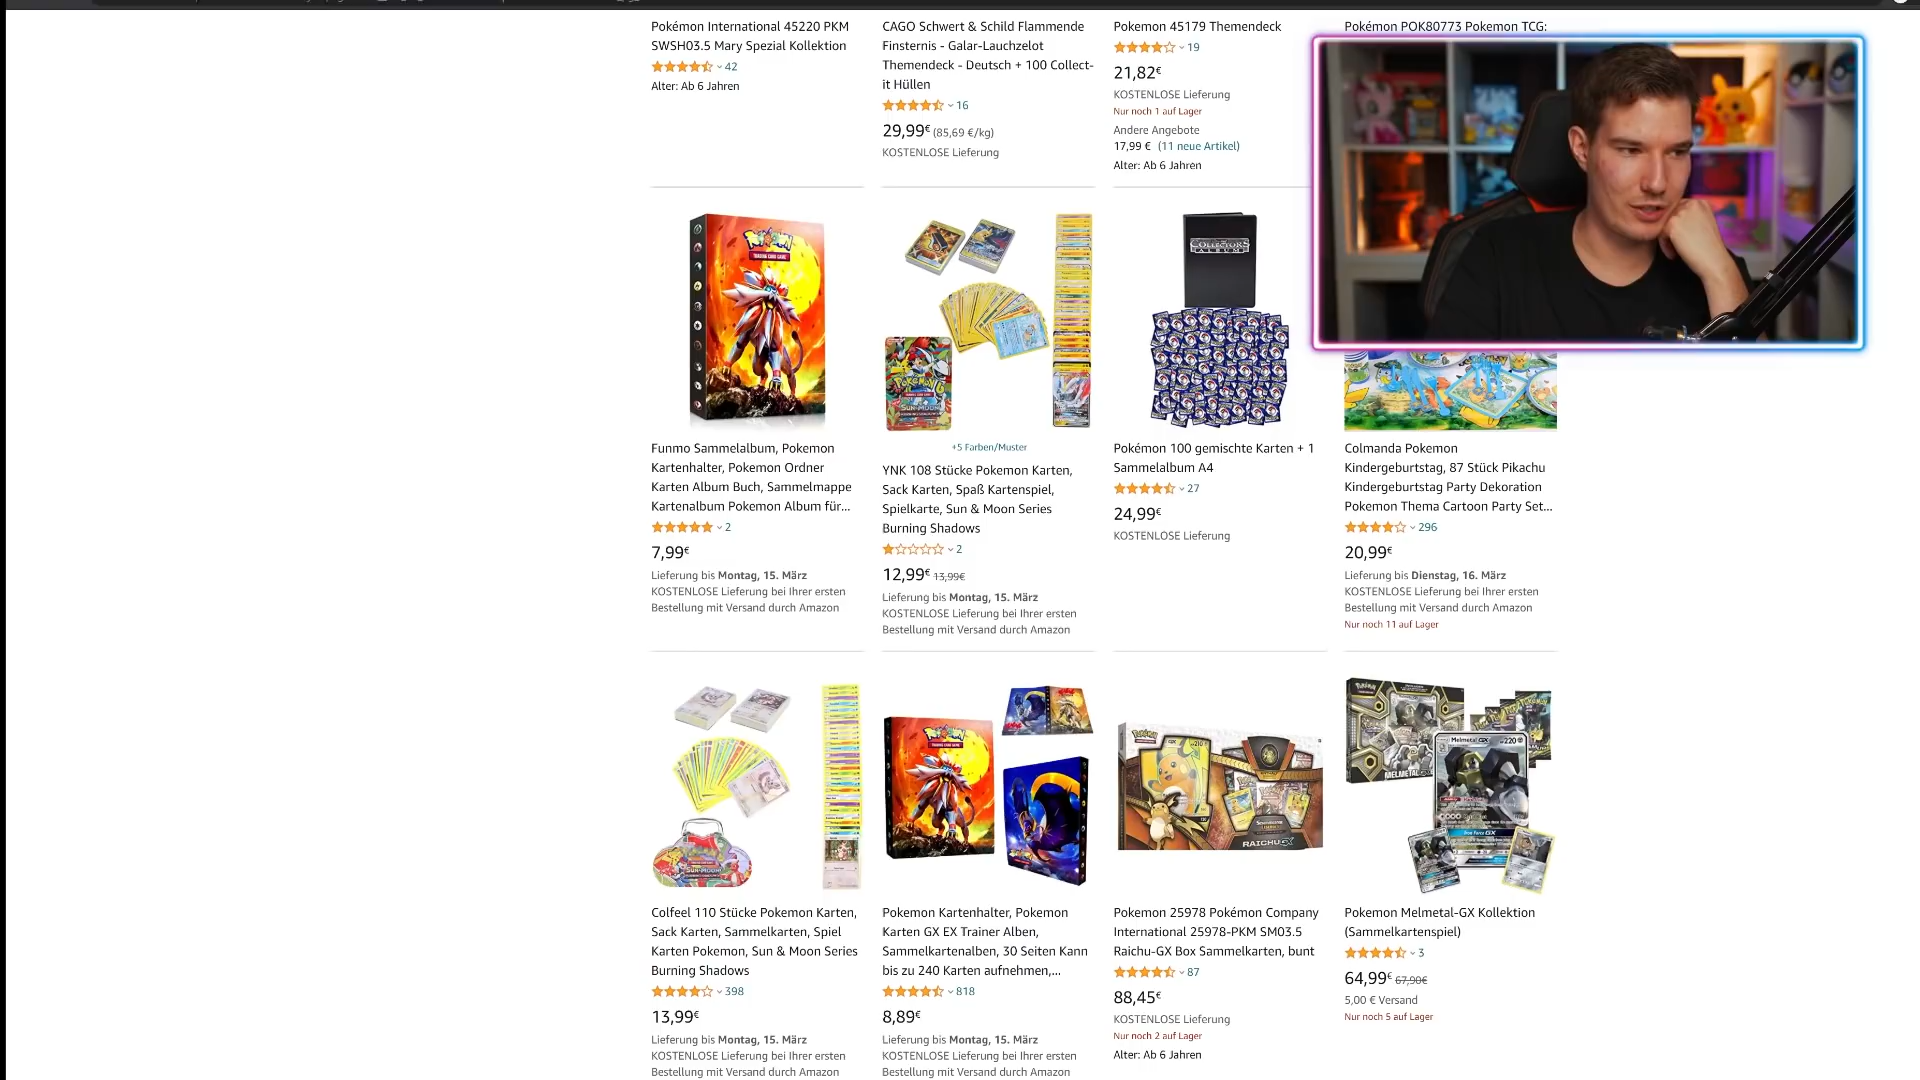 Pokémon International 45220 PKM
SWSH03.5 Mary Spezial Kollektion
42
Alter: Ab 6 Jahren
CAGO Schwert & Schild Flammende
Finsternis - Galar-Lauchzelot
Themendeck - Deutsch + 100 Collect-
it Hüllen
16
29,99€ (85,69 €/kg)
KOSTENLOSE Lieferung
Pokemon 45179 Themendeck
19
21,82€
KOSTENLOSE Lieferung
Nur noch 1 auf Lager
Andere Angebote
17,99 € (11 neue Artikel)
Alter: Ab 6 Jahren
Pokémon POK80773 Pokemon TCG:
COLLECTORS
ALBUM
POKEMON
SUN & MOON
Funmo Sammelalbum, Pokemon
Kartenhalter, Pokemon Ordner
Karten Album Buch, Sammelmappe
Kartenalbum Pokemon Album für...
2
7,99€
Lieferung bis Montag, 15. März
KOSTENLOSE Lieferung bei Ihrer ersten
Bestellung mit Versand durch Amazon
+5 Farben/Muster
YNK 108 Stücke Pokemon Karten,
Sack Karten, Spaß Kartenspiel,
Spielkarte, Sun & Moon Series
Burning Shadows
2
12,99€ 13,99€
Lieferung bis Montag, 15. März
KOSTENLOSE Lieferung bei Ihrer ersten
Bestellung mit Versand durch Amazon
Pokémon 100 gemischte Karten + 1
Sammelalbum A4
27
24,99€
KOSTENLOSE Lieferung
Colmanda Pokemon
Kindergeburtstag, 87 Stück Pikachu
Kindergeburtstag Party Dekoration
Pokemon Thema Cartoon Party Set...
296
20,99€
Lieferung bis Dienstag, 16. März
KOSTENLOSE Lieferung bei Ihrer ersten
Bestellung mit Versand durch Amazon
Nur noch 11 auf Lager
SUN & MOON
RAICHU GX
MELMETAL GX
Melmetal GX 220
Colfeel 110 Stücke Pokemon Karten,
Sack Karten, Sammelkarten, Spiel
Karten Pokemon, Sun & Moon Series
Burning Shadows
398
13,99€
Lieferung bis Montag, 15. März
KOSTENLOSE Lieferung bei Ihrer ersten
Bestellung mit Versand durch Amazon
Pokemon Kartenhalter, Pokemon
Karten GX EX Trainer Alben,
Sammelkartenalben, 30 Seiten Kann
bis zu 240 Karten aufnehmen,...
818
8,89€
Lieferung bis Montag, 15. März
KOSTENLOSE Lieferung bei Ihrer ersten
Bestellung mit Versand durch Amazon
Pokemon 25978 Pokémon Company
International 25978-PKM SM03.5
Raichu-GX Box Sammelkarten, bunt
87
88,45€
KOSTENLOSE Lieferung
Nur noch 2 auf Lager
Alter: Ab 6 Jahren
Pokemon Melmetal-GX Kollektion
(Sammelkartenspiel)
3
64,99€ 67,90€
5,00 € Versand
Nur noch 5 auf Lager